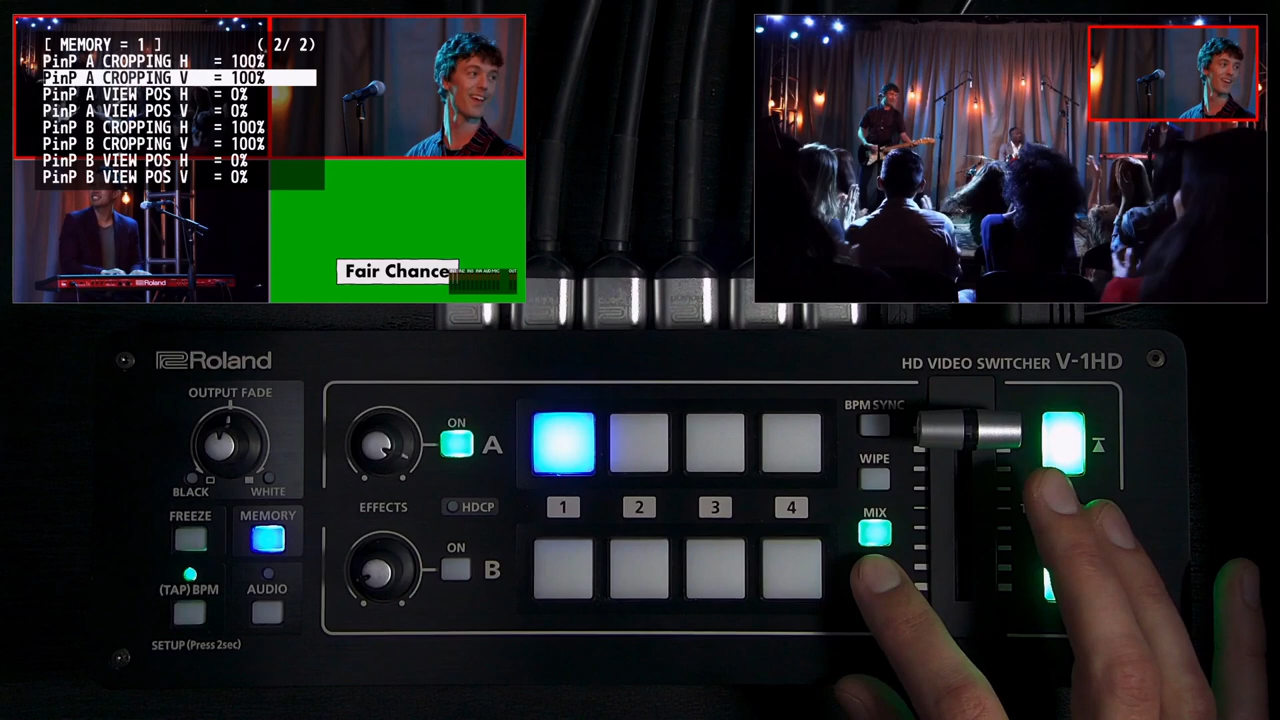 [ MEMORY = 1 ] ( 2/ 2)
PinP A CROPPING H = 100%
PinP A CROPPING V = 100%
PinP A VIEW POS H = 0%
PinP A VIEW POS V = 0%
PinP B CROPPING H = 100%
PinP B CROPPING V = 100%
PinP B VIEW POS H = 0%
PinP B VIEW POS V = 0%
Roland
Fair Chance
Roland
HD VIDEO SWITCHER V-1HD
OUTPUT FADE
BLACK
WHITE
FREEZE
MEMORY
(TAP) BPM
AUDIO
SETUP (Press 2sec)
EFFECTS
ON
A
HDCP
ON
B
1
2
3
4
BPM SYNC
WIPE
MIX